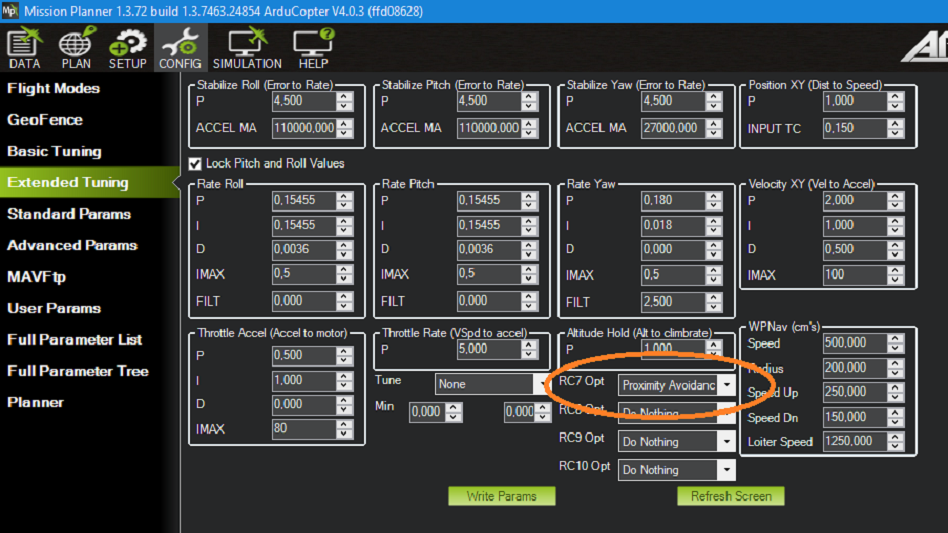 Mission Planner 1.3.72 build 1.3.7463.24854 ArduCopter V4.0.3 (ffd08628)
DATA PLAN SETUP CONFIG SIMULATION HELP
Flight Modes
GeoFence
Basic Tuning
Extended Tuning
Standard Params
Advanced Params
MAVFtp
User Params
Full Parameter List
Full Parameter Tree
Planner
Stabilize Roll (Error to Rate)
P 4,500
ACCEL MA 110000,000
Stabilize Pitch (Error to Rate)
P 4,500
ACCEL MA 110000,000
Stabilize Yaw (Error to Rate)
P 4,500
ACCEL MA 27000,000
Position XY (Dist to Speed)
P 1,000
INPUT TC 0,150
Lock Pitch and Roll Values
Rate Roll
P 0,15455
I 0,15455
D 0,0036
IMAX 0,5
FILT 0,000
Rate Pitch
P 0,15455
I 0,15455
D 0,0036
IMAX 0,5
FILT 0,000
Rate Yaw
P 0,180
I 0,018
D 0,000
IMAX 0,5
FILT 2,500
Velocity XY (Vel to Accel)
P 2,000
I 1,000
D 0,500
IMAX 100
Throttle Accel (Accel to motor)
P 0,500
I 1,000
D 0,000
IMAX 80
Throttle Rate (VSpd to accel)
P 5,000
Tune None
Min 0,000 0,000
Altitude Hold (Alt to climbrate)
P 1,000
RC7 Opt Proximity Avoidanc
RC8 Opt Do Nothing
RC9 Opt Do Nothing
RC10 Opt Do Nothing
WPNav (cm's)
Speed 500,000
Radius 200,000
Speed Up 250,000
Speed Dn 150,000
Loiter Speed 1250,000
Write Params
Refresh Screen